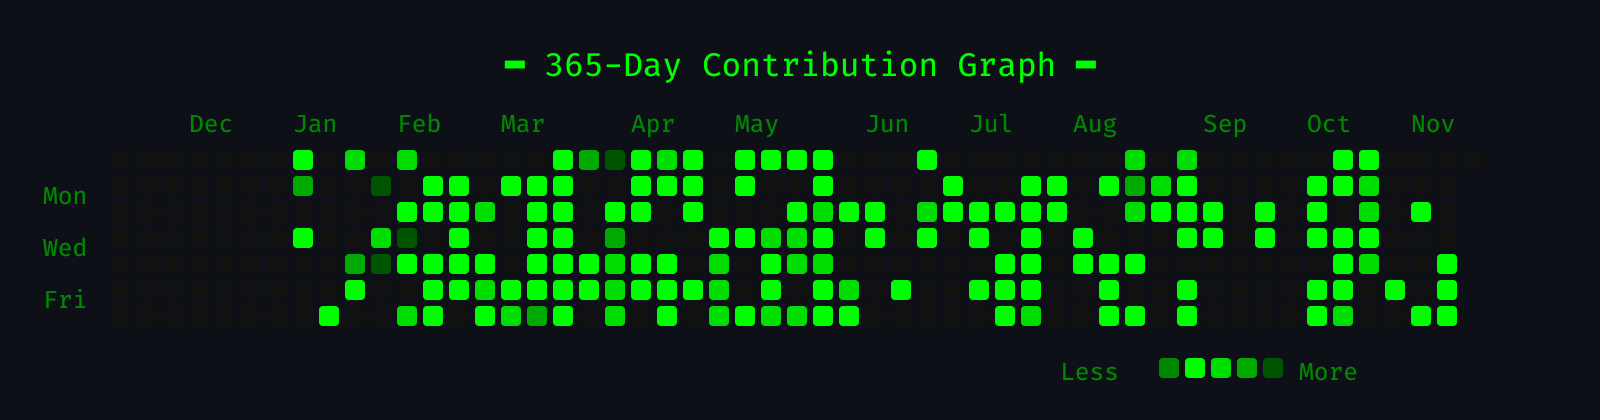 365-Day Contribution Graph
Dec Jan Feb Mar Apr May Jun Jul Aug Sep Oct Nov
Mon
Wed
Fri
Less More